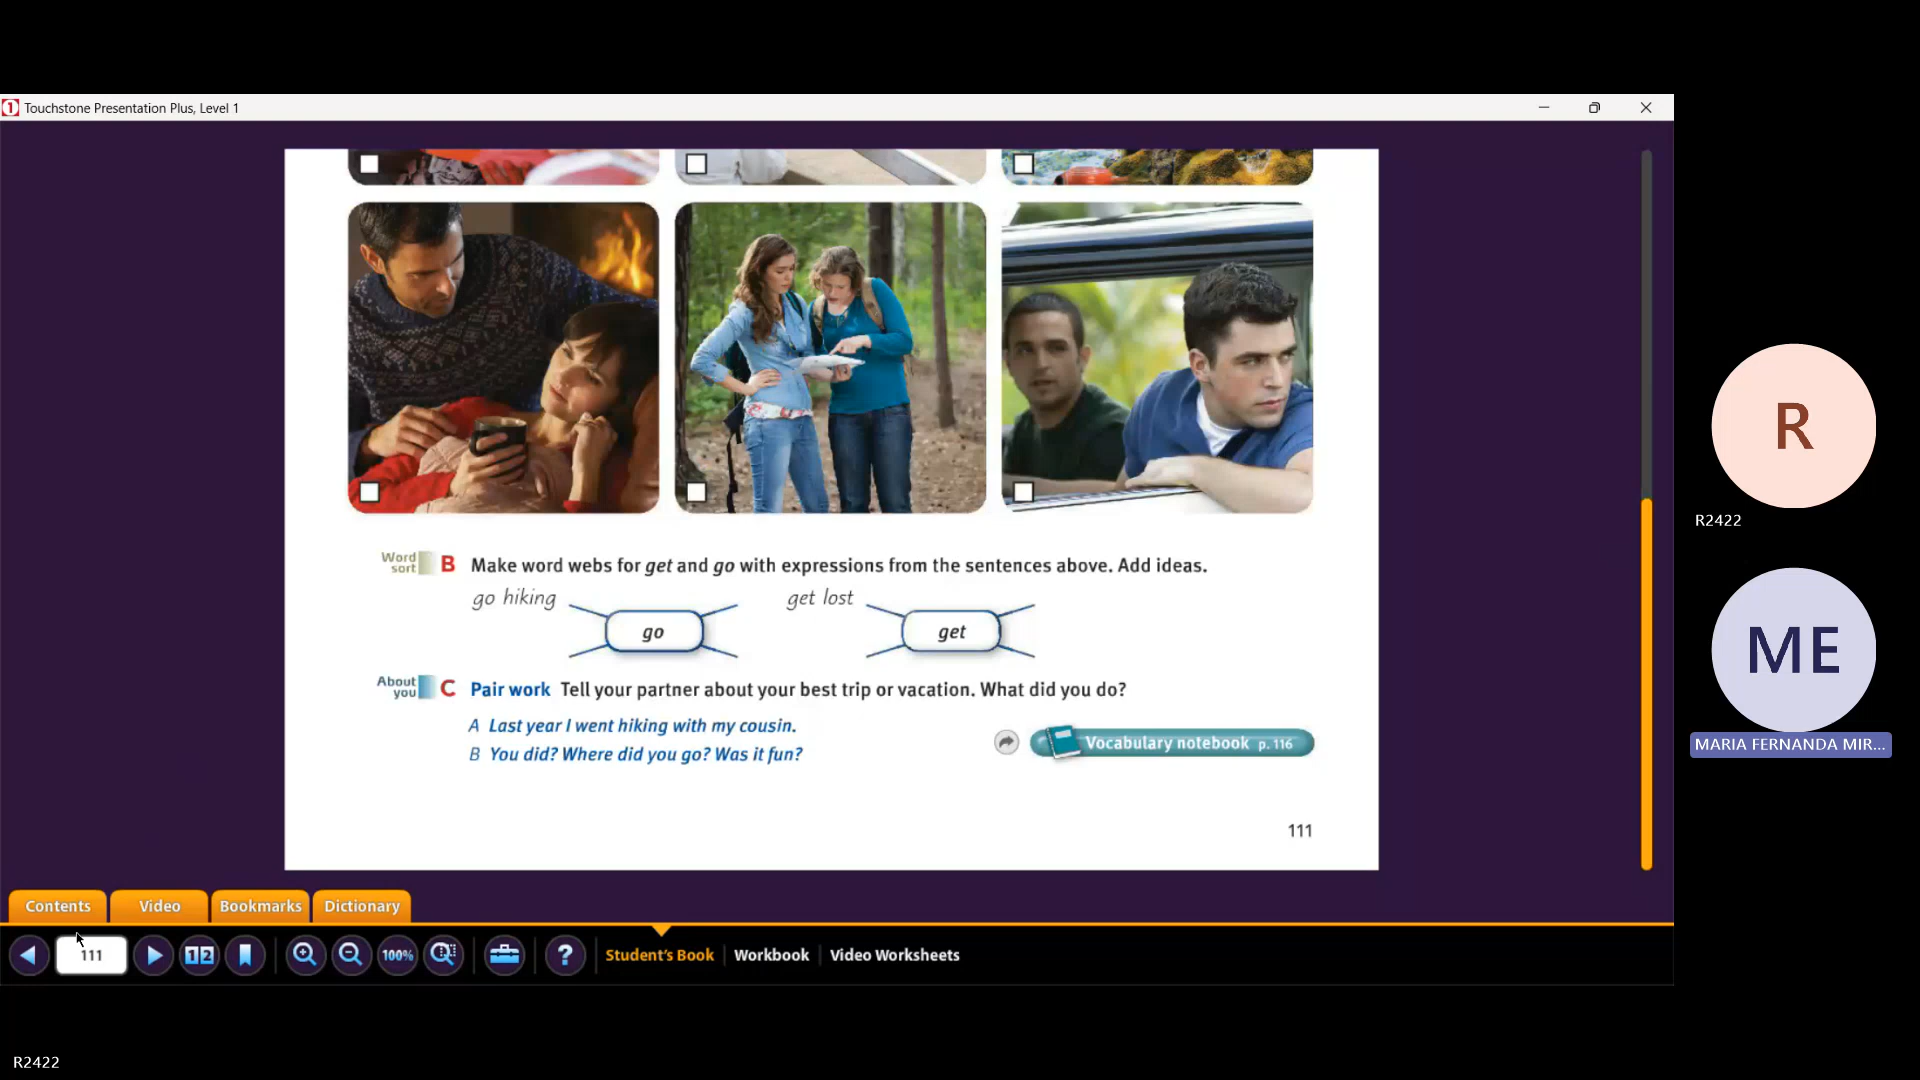 Touchstone Presentation Plus, Level 1
Word sort B Make word webs for get and go with expressions from the sentences above. Add ideas.
go hiking get lost
go get
About you C Pair work Tell your partner about your best trip or vacation. What did you do?
A Last year I went hiking with my cousin.
B You did? Where did you go? Was it fun?
Vocabulary notebook p. 116
111
R
R2422
ME
MARIA FERNANDA MIR...
Contents Video Bookmarks Dictionary
111 12 100% ? Student's Book Workbook Video Worksheets
R2422